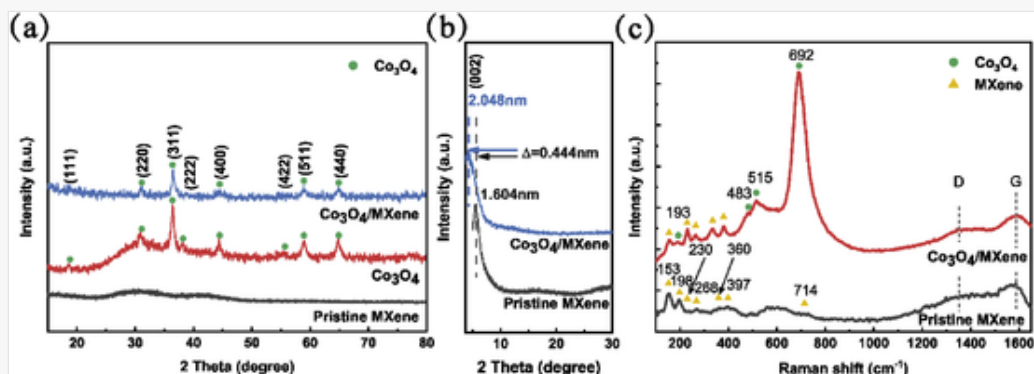 (a)
Intensity (a.u.)
Co₃O₄
(111)
(220)
(311)
(222)
(400)
(422)
(511)
(440)
Co₃O₄/MXene
Co₃O₄
Pristine MXene
20 30 40 50 60 70 80
2 Theta (degree)
(b)
Intensity (a.u.)
(002)
2.048nm
Δ=0.444nm
1.604nm
Co₃O₄/MXene
Pristine MXene
10 20 30
2 Theta (degree)
(c)
Intensity (a.u.)
692
Co₃O₄
MXene
515
483
D G
193
Co₃O₄/MXene
230 360
153
198
268 397
714
Pristine MXene
200 400 600 800 1000 1200 1400 1600
Raman shift (cm⁻¹)